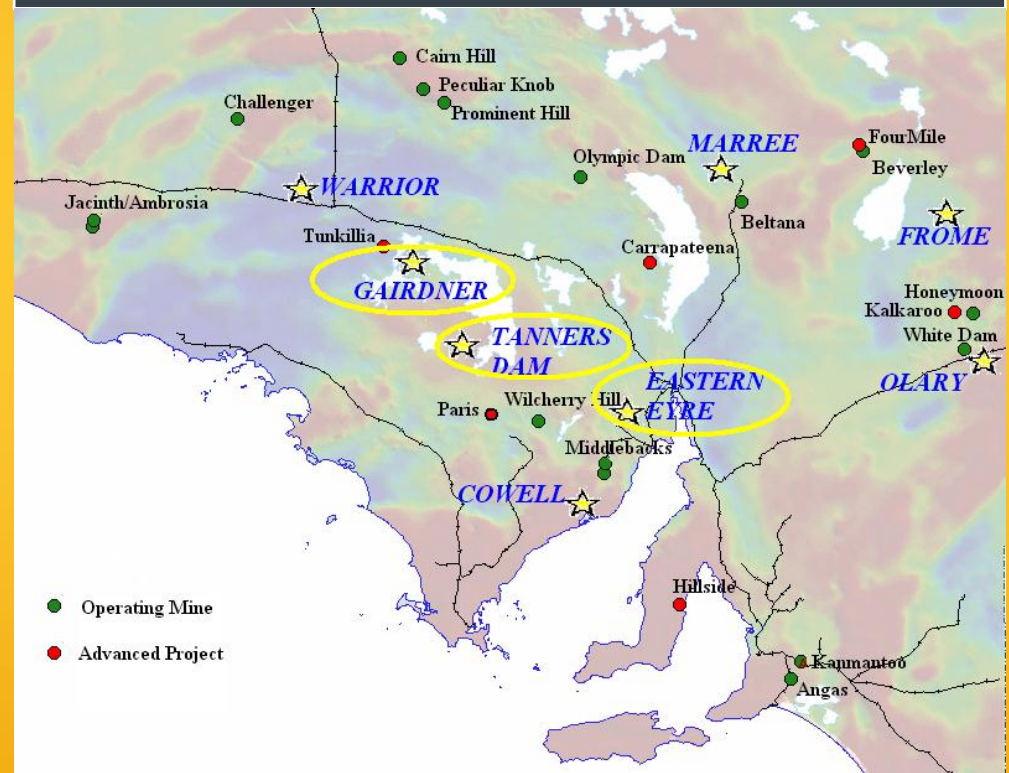 Cairn Hill
Peculiar Knob
Challenger
Prominent Hill
FourMile
MARREE
Olympic Dam
Beverley
WARRIOR
Jacinth/Ambrosia
Beltana
Tunkillia
FROME
Carrapateena
GAIRDNER
Honeymoon
Kalkaroo
White Dam
TANNERS
DAM
EASTERN
EYRE
OLARY
Wilcherry Hill
Paris
Middlebacks
COWELL
Hillside
Operating Mine
Advanced Project
Kanmantoo
Angas